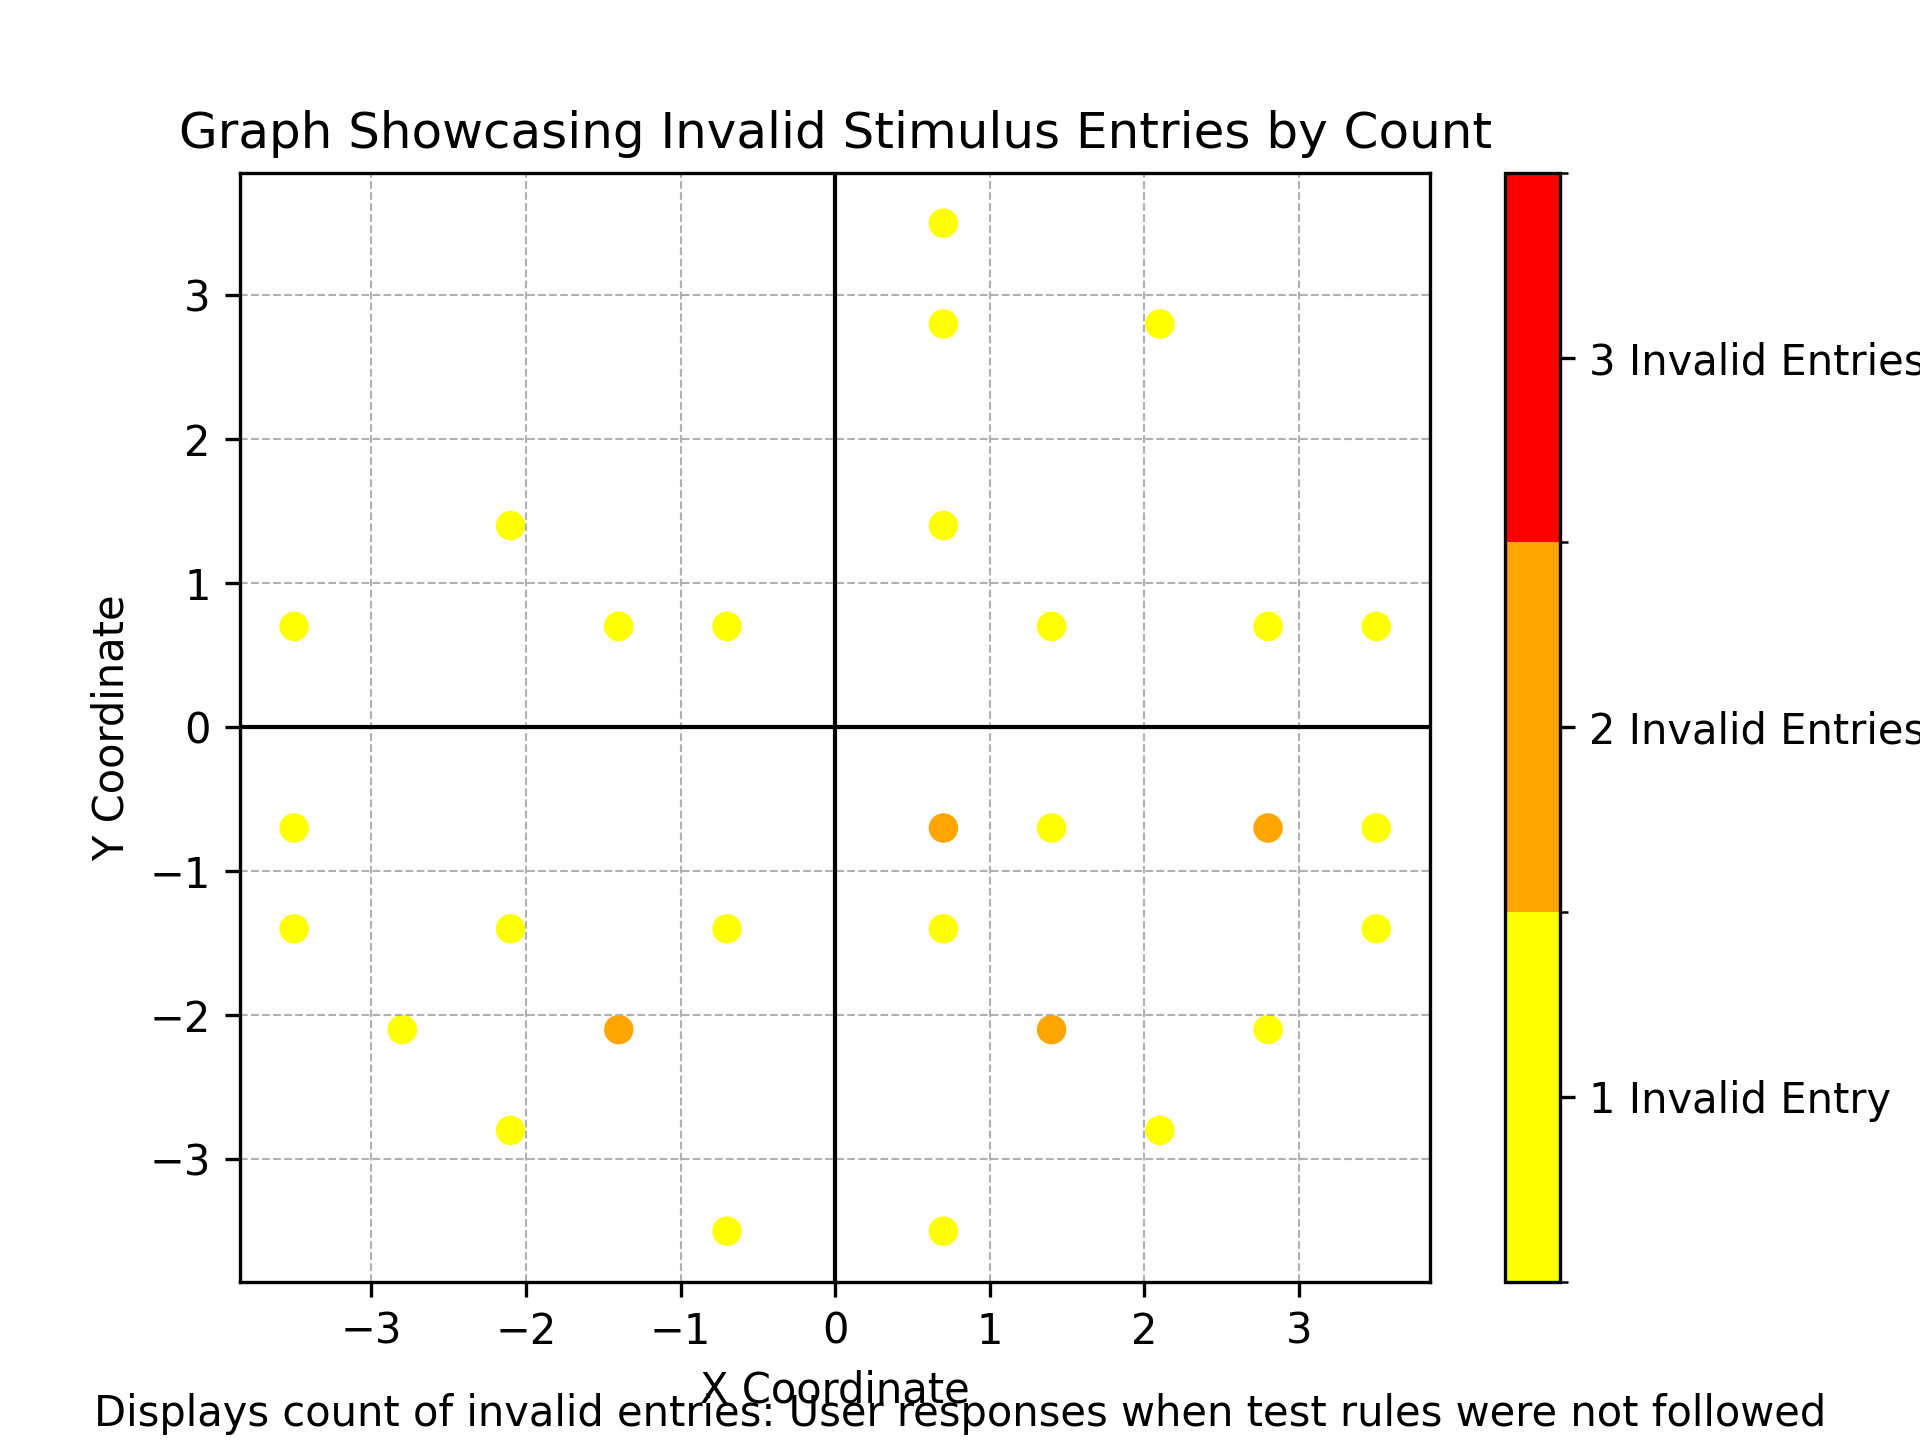 Graph Showcasing Invalid Stimulus Entries by Count
Y Coordinate
3
2
1
0
−1
−2
−3
−3
−2
−1
0
1
2
3
X Coordinate
3 Invalid Entries
2 Invalid Entries
1 Invalid Entry
Displays count of invalid entries: User responses when test rules were not followed